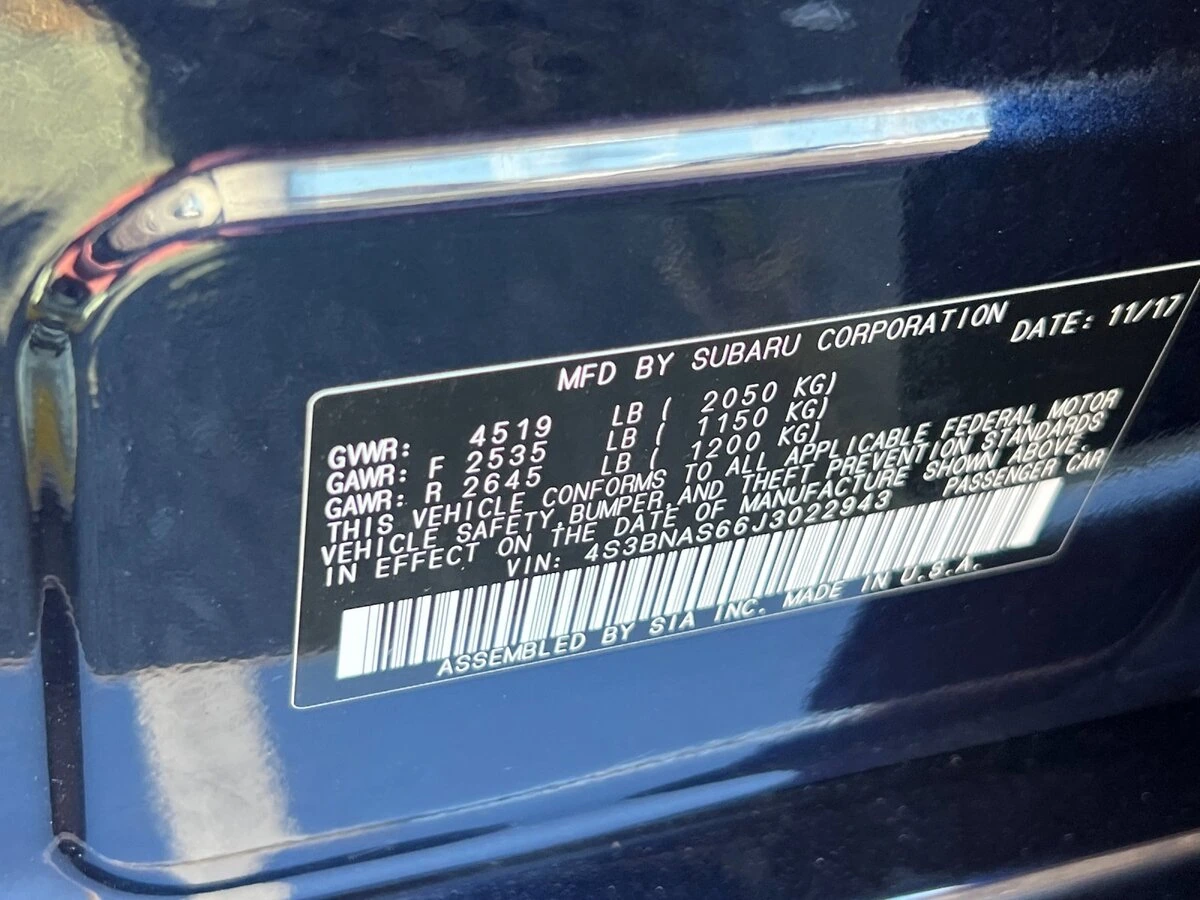 MFD BY SUBARU CORPORATION DATE: 11/17
GVWR: 4519 LB ( 2050 KG)
GAWR: F 2535 LB ( 1150 KG)
GAWR: R 2645 LB ( 1200 KG)
THIS VEHICLE CONFORMS TO ALL APPLICABLE FEDERAL MOTOR
VEHICLE SAFETY,BUMPER,AND THEFT PREVENTION STANDARDS
IN EFFECT ON THE DATE OF MANUFACTURE SHOWN ABOVE.
VIN: 4S3BNAS66J3022943 PASSENGER CAR
ASSEMBLED BY SIA INC. MADE IN U.S.A.